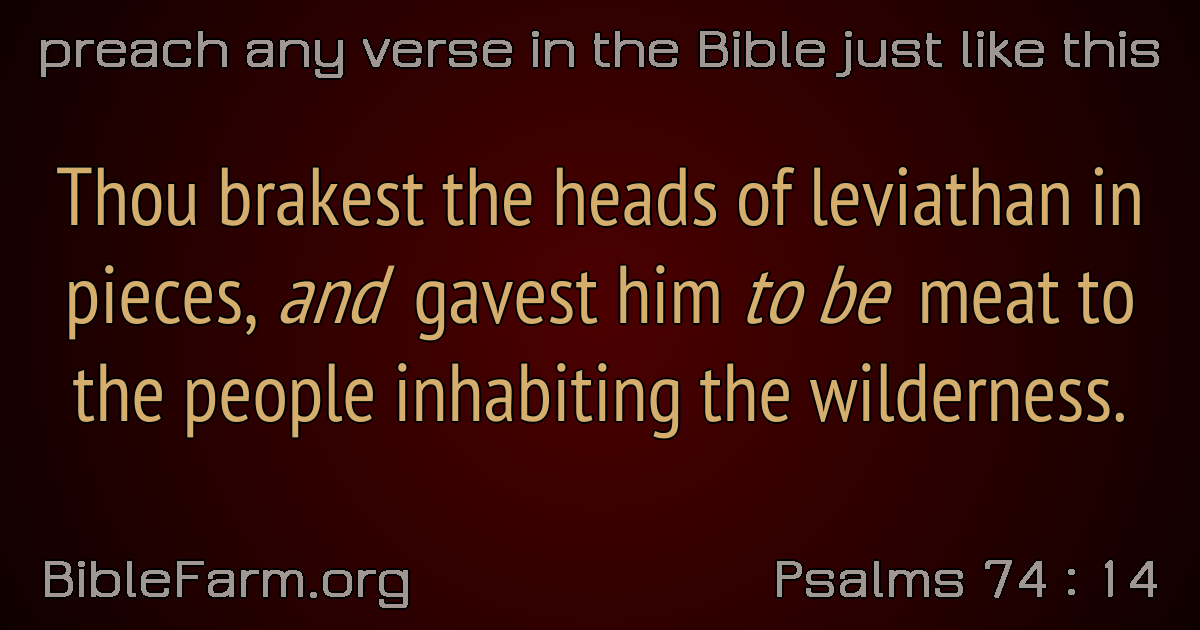 preach any verse in the Bible just like this
Thou brakest the heads of leviathan in
pieces, and gavest him to be meat to
the people inhabiting the wilderness.
BibleFarm.org
Psalms 74 : 14